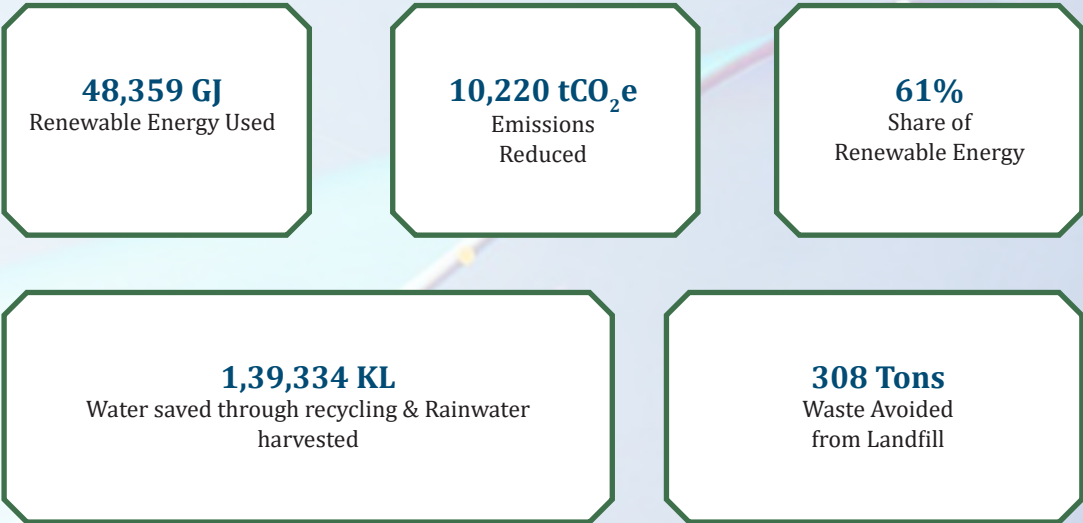 48,359 GJ
Renewable Energy Used
10,220 tCO₂e
Emissions
Reduced
61%
Share of
Renewable Energy
1,39,334 KL
Water saved through recycling & Rainwater
harvested
308 Tons
Waste Avoided
from Landfill